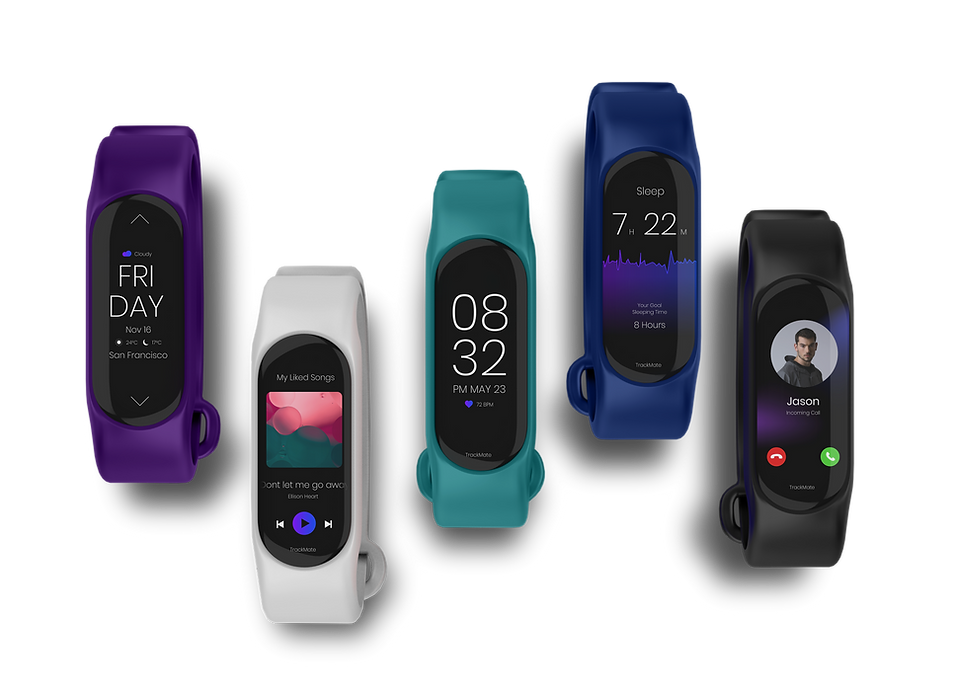 Cloudy
FRI
DAY
Nov 16
24°C 17°C
San Francisco
My Liked Songs
Dont let me go awa
Ellison Heart
TrackMate
08
32
PM MAY 23
72 BPM
TrackMate
Sleep
7 H 22 M
Your Goal
Sleeping Time
8 Hours
TrackMate
Jason
Incoming Call
TrackMate